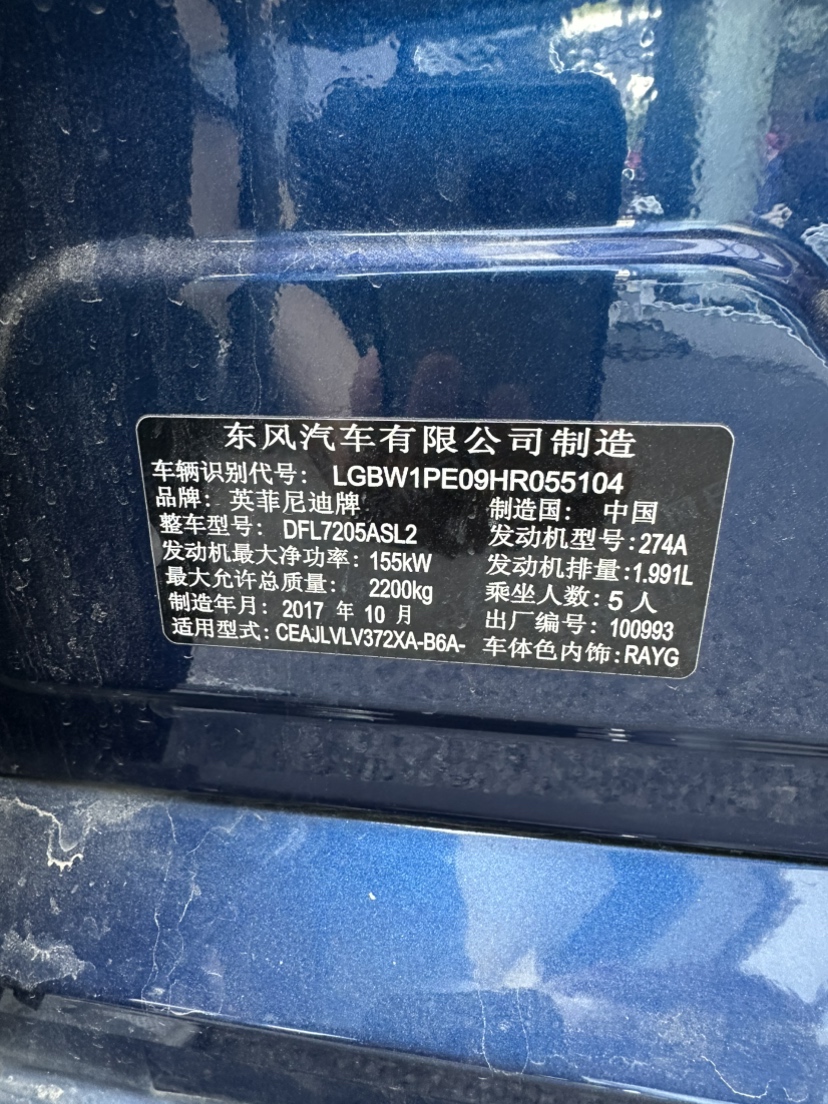 东风汽车有限公司制造
车辆识别代号： LGBW1PE09HR055104
品牌：英菲尼迪牌 制造国： 中国
整车型号： DFL7205ASL2 发动机型号:274A
发动机最大净功率：155kW 发动机排量:1.991L
最大允许总质量： 2200kg 乘坐人数:5 人
制造年月：2017 年 10 月 出厂编号：100993
适用型式:CEAJLVLV372XA-B6A- 车体色内饰:RAYG